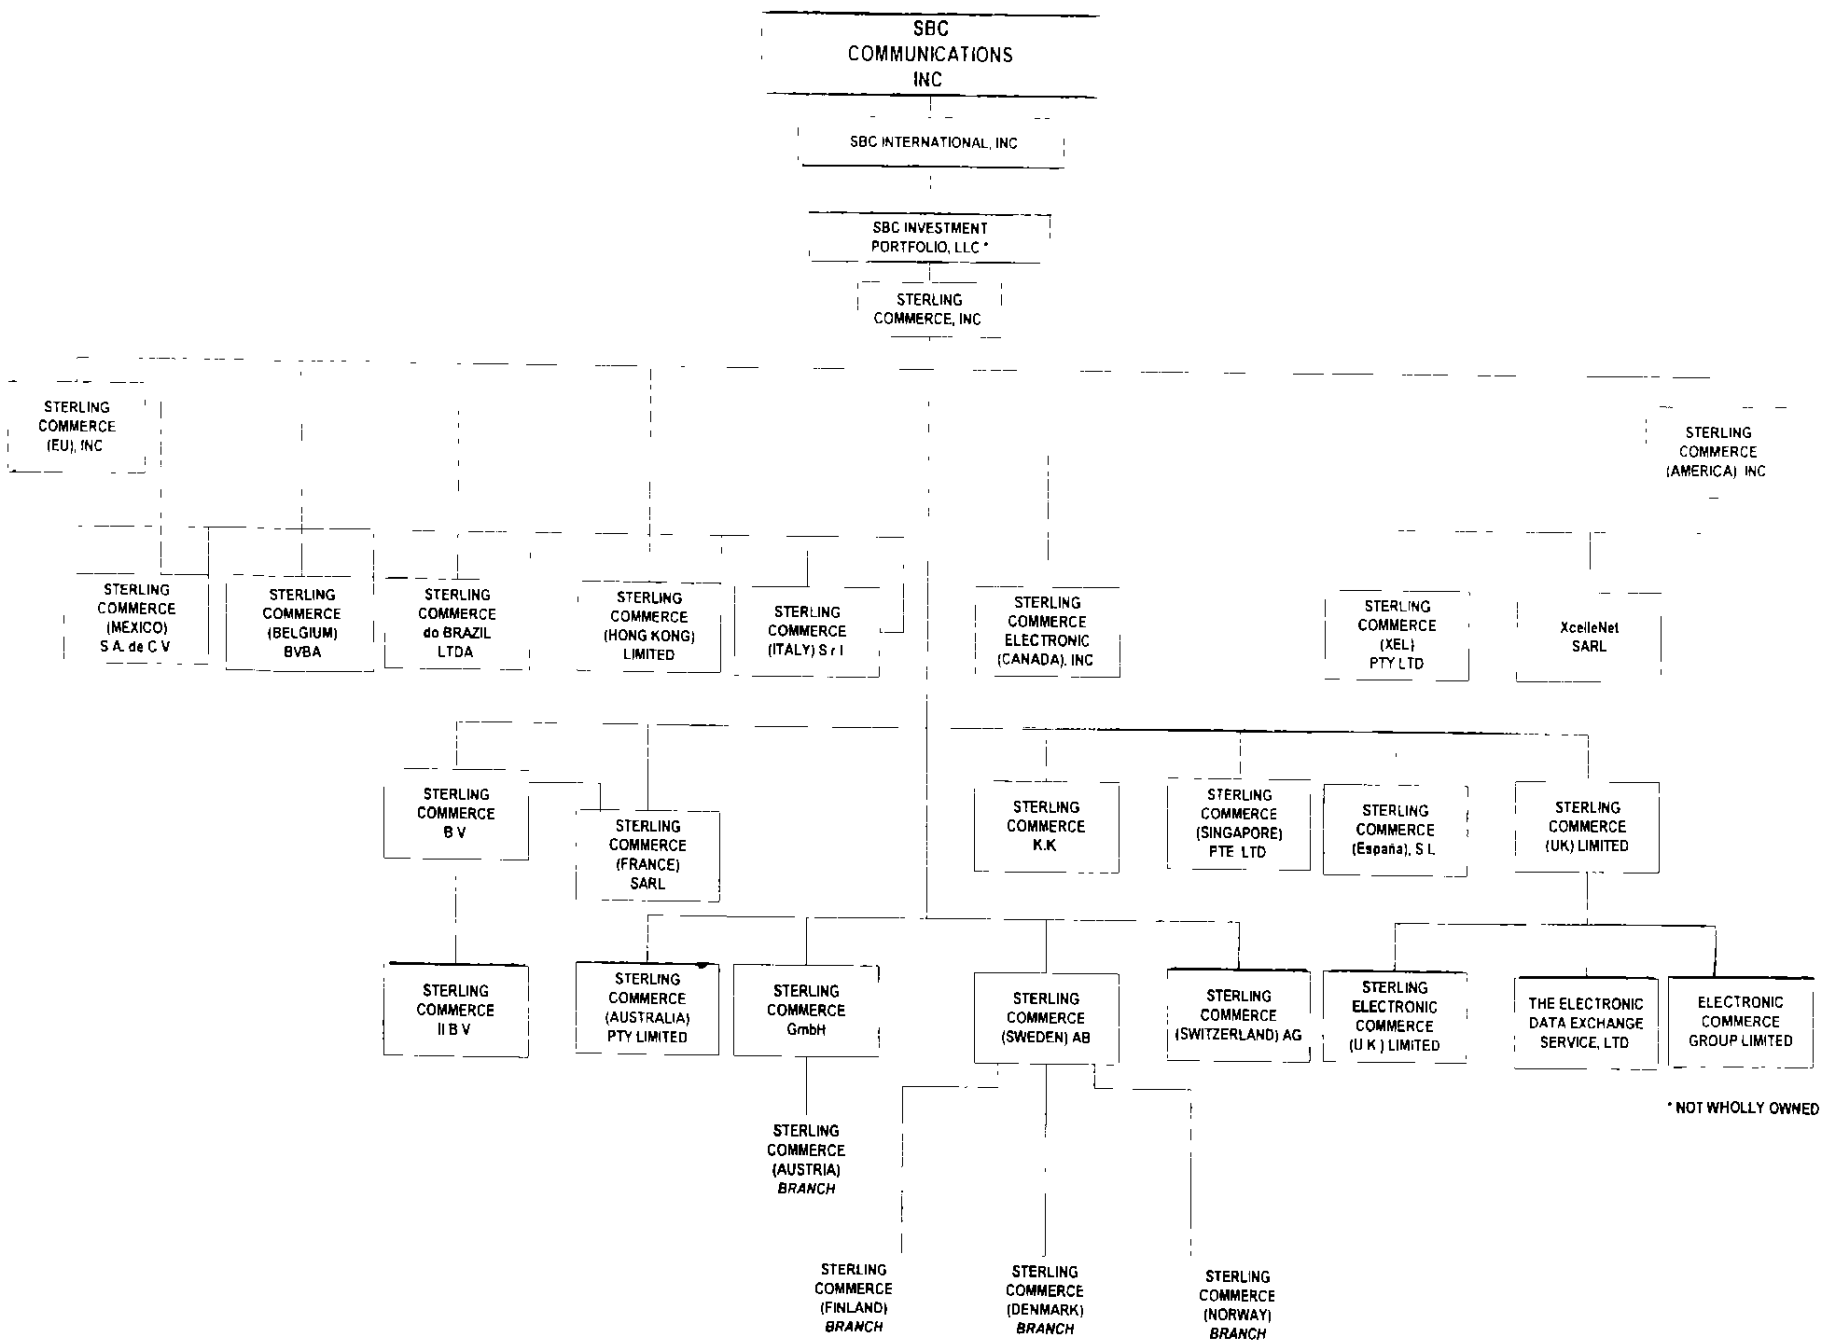 SBC
COMMUNICATIONS
INC
SBC INTERNATIONAL, INC
SBC INVESTMENT
PORTFOLIO, LLC *
STERLING
COMMERCE, INC
STERLING
COMMERCE
(EU), INC
STERLING
COMMERCE
(AMERICA) INC
STERLING
COMMERCE
(MEXICO)
S A. de C V
STERLING
COMMERCE
(BELGIUM)
BVBA
STERLING
COMMERCE
do BRAZIL
LTDA
STERLING
COMMERCE
(HONG KONG)
LIMITED
STERLING
COMMERCE
(ITALY) S r l
STERLING
COMMERCE
ELECTRONIC
(CANADA), INC
STERLING
COMMERCE
(XEL)
PTY LTD
XcelleNet
SARL
STERLING
COMMERCE
B V
STERLING
COMMERCE
(FRANCE)
SARL
STERLING
COMMERCE
K.K
STERLING
COMMERCE
(SINGAPORE)
PTE LTD
STERLING
COMMERCE
(España), S L
STERLING
COMMERCE
(UK) LIMITED
STERLING
COMMERCE
II B V
STERLING
COMMERCE
(AUSTRALIA)
PTY LIMITED
STERLING
COMMERCE
GmbH
STERLING
COMMERCE
(SWEDEN) AB
STERLING
COMMERCE
(SWITZERLAND) AG
STERLING
ELECTRONIC
COMMERCE
(U K ) LIMITED
THE ELECTRONIC
DATA EXCHANGE
SERVICE, LTD
ELECTRONIC
COMMERCE
GROUP LIMITED
* NOT WHOLLY OWNED
STERLING
COMMERCE
(AUSTRIA)
BRANCH
STERLING
COMMERCE
(FINLAND)
BRANCH
STERLING
COMMERCE
(DENMARK)
BRANCH
STERLING
COMMERCE
(NORWAY)
BRANCH